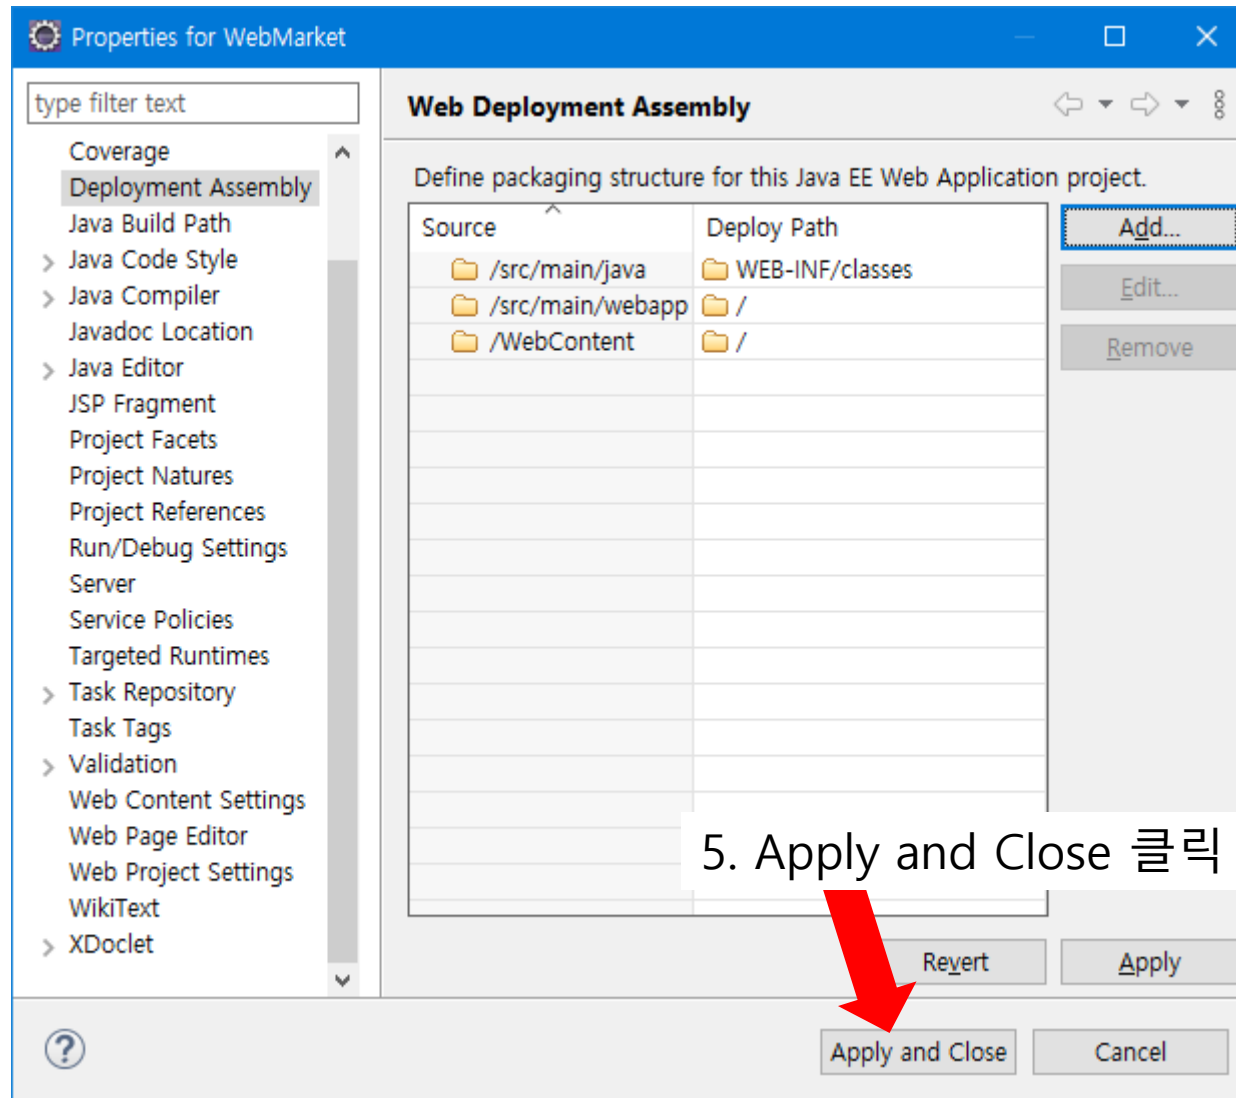 Properties for WebMarket
type filter text
Coverage
Deployment Assembly
Java Build Path
Java Code Style
Java Compiler
Javadoc Location
Java Editor
JSP Fragment
Project Facets
Project Natures
Project References
Run/Debug Settings
Server
Service Policies
Targeted Runtimes
Task Repository
Task Tags
Validation
Web Content Settings
Web Page Editor
Web Project Settings
WikiText
XDoclet
Web Deployment Assembly
Define packaging structure for this Java EE Web Application project.
Source Deploy Path
/src/main/java WEB-INF/classes
/src/main/webapp /
/WebContent /
Add...
Edit...
Remove
5. Apply and Close 클릭
Revert Apply
Apply and Close Cancel